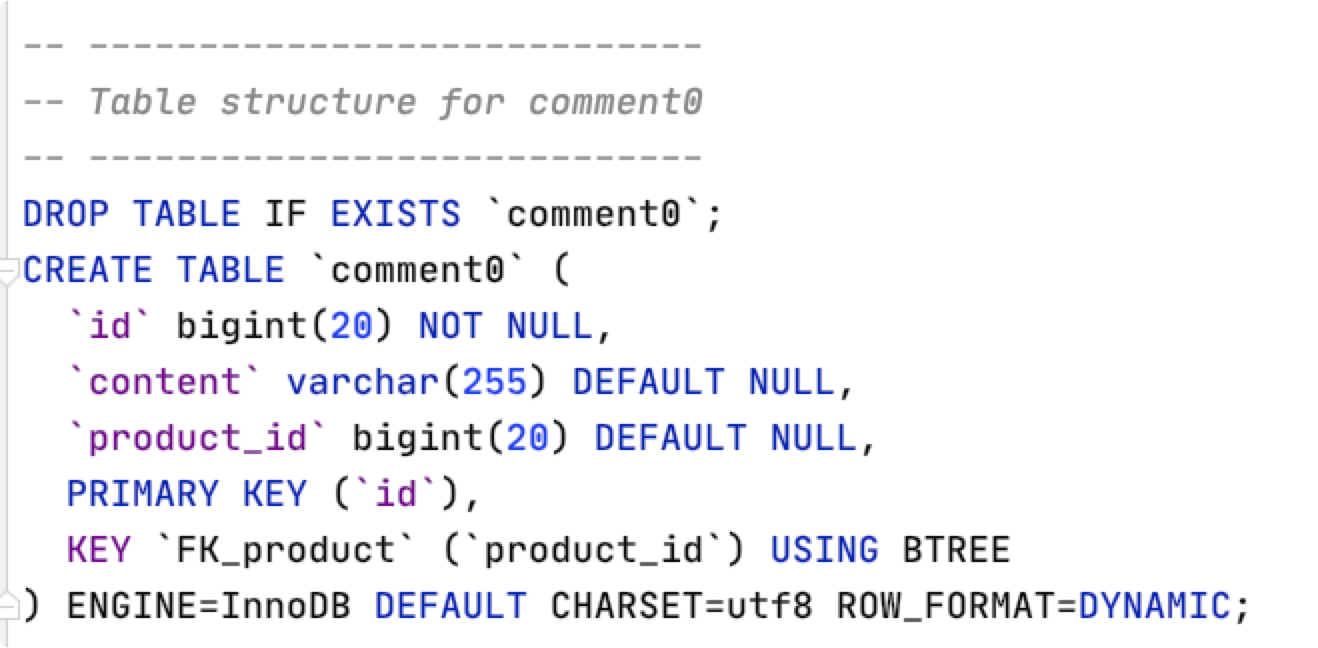 -- ----------------------------
-- Table structure for comment0
-- ----------------------------
DROP TABLE IF EXISTS `comment0`;
CREATE TABLE `comment0` (
  `id` bigint(20) NOT NULL,
  `content` varchar(255) DEFAULT NULL,
  `product_id` bigint(20) DEFAULT NULL,
  PRIMARY KEY (`id`),
  KEY `FK_product` (`product_id`) USING BTREE
) ENGINE=InnoDB DEFAULT CHARSET=utf8 ROW_FORMAT=DYNAMIC;